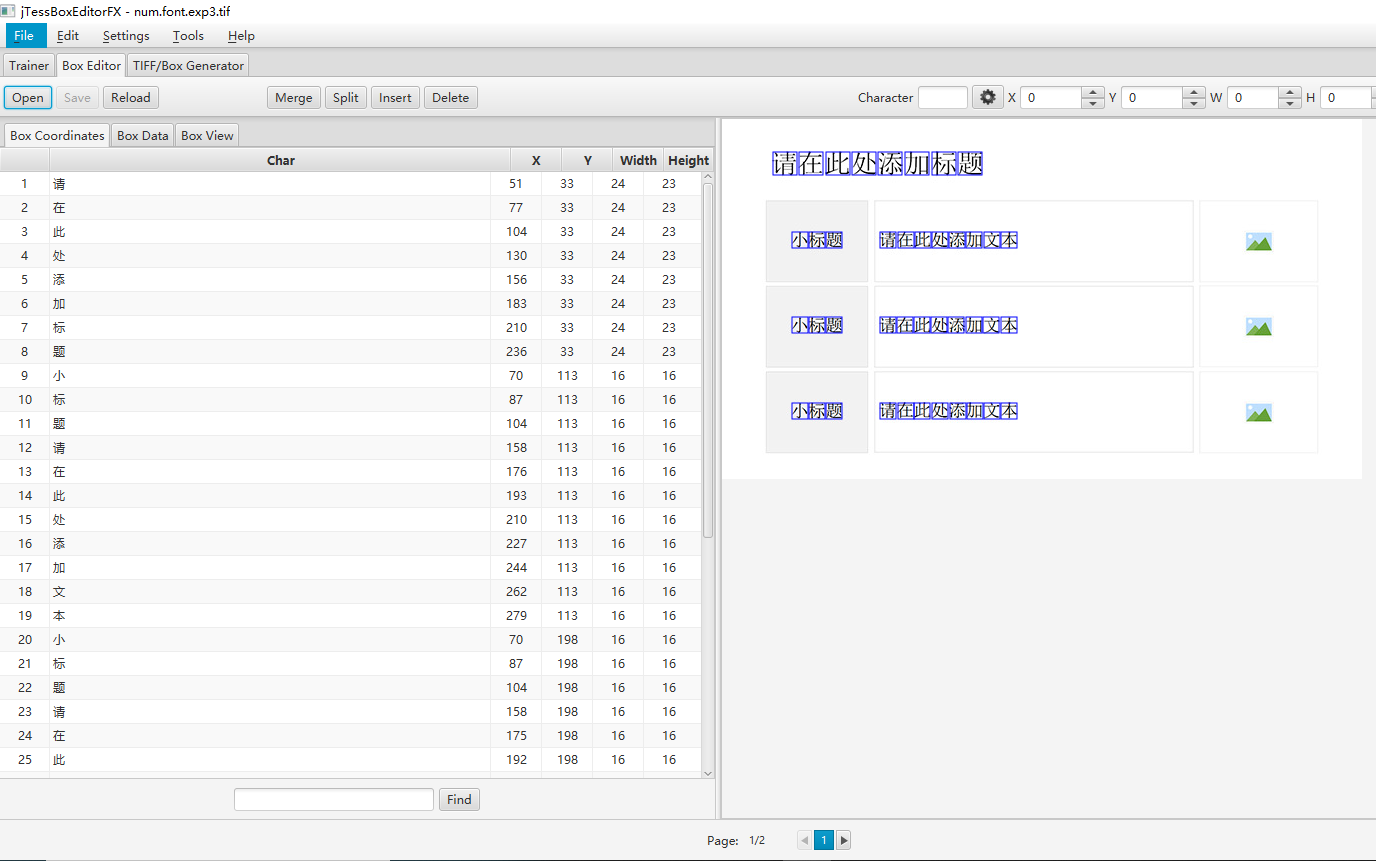 jTessBoxEditorFX - num.font.exp3.tif
File Edit Settings Tools Help
Trainer Box Editor TIFF/Box Generator
Open Save Reload Merge Split Insert Delete Character X 0 Y 0 W 0 H 0
Box Coordinates Box Data Box View
Char X Y Width Height
1 请 51 33 24 23
2 在 77 33 24 23
3 此 104 33 24 23
4 处 130 33 24 23
5 添 156 33 24 23
6 加 183 33 24 23
7 标 210 33 24 23
8 题 236 33 24 23
9 小 70 113 16 16
10 标 87 113 16 16
11 题 104 113 16 16
12 请 158 113 16 16
13 在 176 113 16 16
14 此 193 113 16 16
15 处 210 113 16 16
16 添 227 113 16 16
17 加 244 113 16 16
18 文 262 113 16 16
19 本 279 113 16 16
20 小 70 198 16 16
21 标 87 198 16 16
22 题 104 198 16 16
23 请 158 198 16 16
24 在 175 198 16 16
25 此 192 198 16 16
Find
请在此处添加标题
小标题 请在此处添加文本
小标题 请在此处添加文本
小标题 请在此处添加文本
Page: 1/2 1